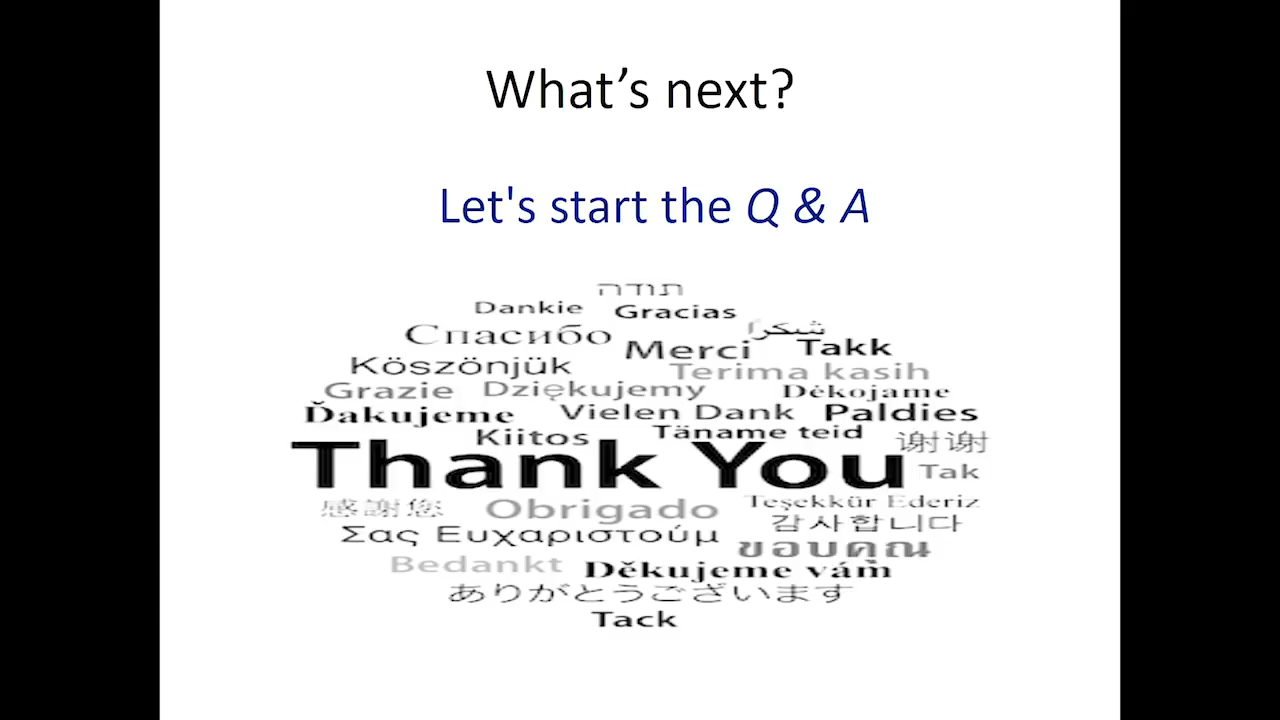 What's next?
Let's start the Q & A
תודה
Dankie Gracias
Спасибо شكرا
Merci Takk
Köszönjük Terima kasih
Grazie Dziękujemy Dėkojame
Ďakujeme Vielen Dank Paldies
Kiitos Täname teid 谢谢
Thank You Tak
感謝您 Obrigado Teşekkür Ederiz
Σας Ευχαριστούμ 감사합니다
ขอบคุณ
Bedankt Děkujeme vám
ありがとうございます
Tack